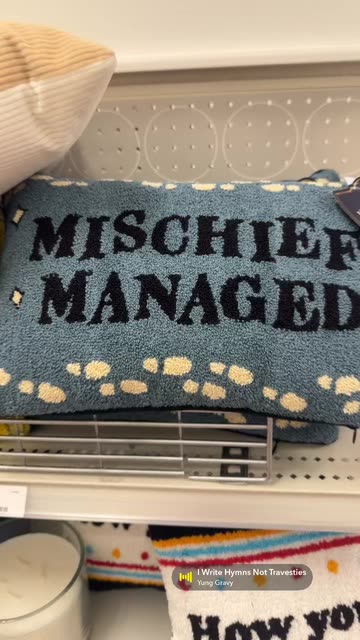 MISCHIEF
MANAGED
I Write Hymns Not Travesties
Yung Gravy
How yo